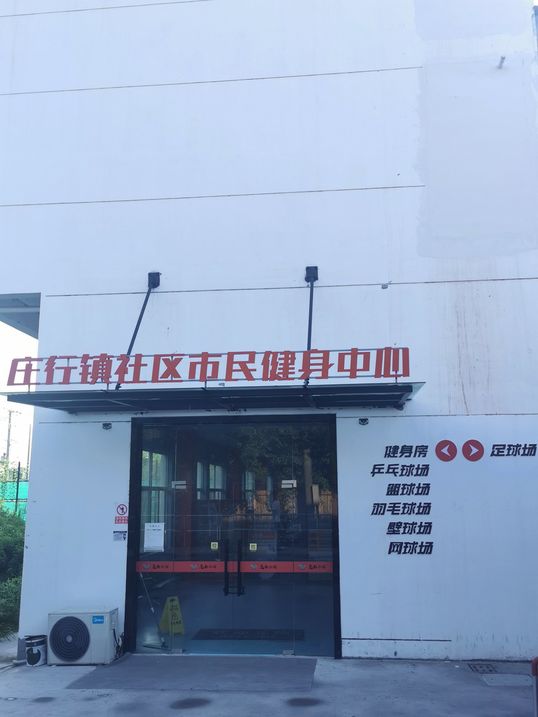 庄行镇社区市民健身中心
健身房 足球场
乒乓球场
篮球场
羽毛球场
壁球场
网球场
Midea